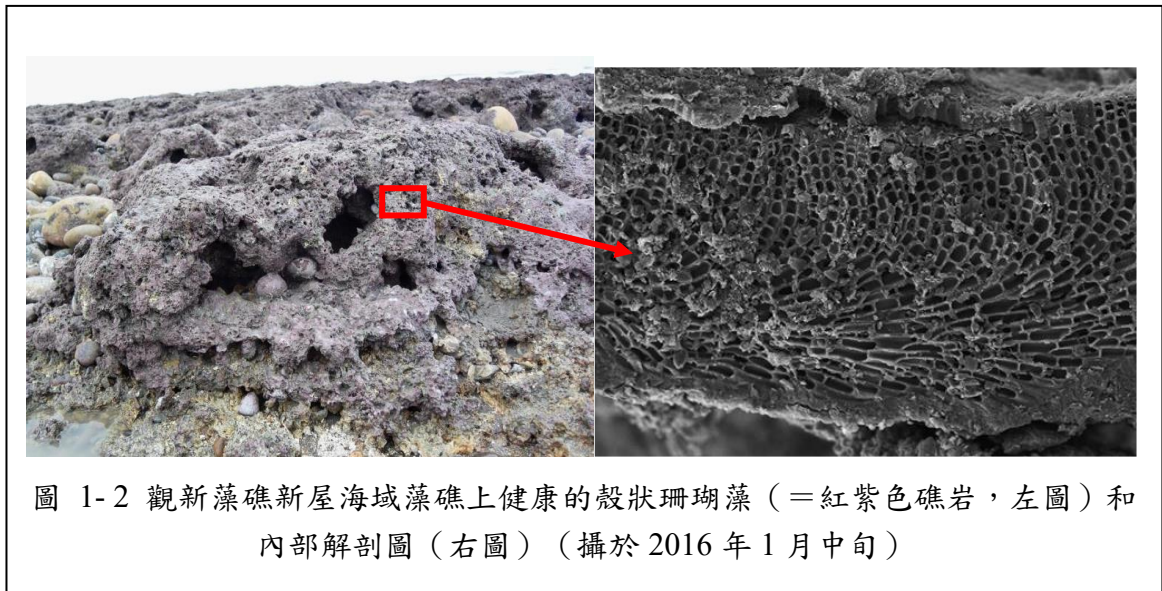 圖 1- 2 觀新藻礁新屋海域藻礁上健康的殼狀珊瑚藻（＝紅紫色礁岩，左圖）和
內部解剖圖（右圖）（攝於 2016 年 1 月中旬）